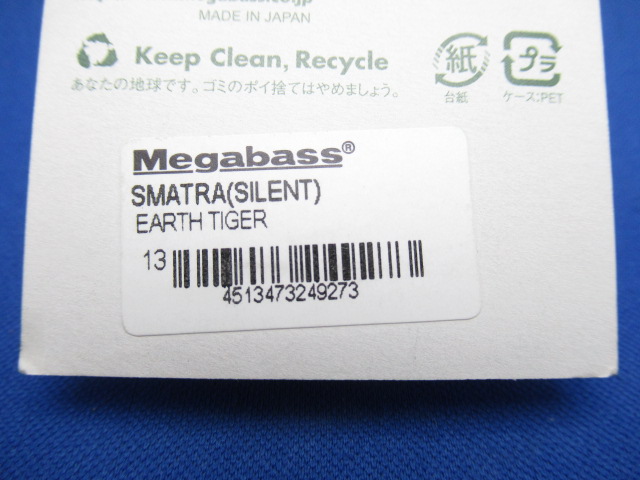 MADE IN JAPAN
Keep Clean, Recycle
あなたの地球です。ゴミのポイ捨てはやめましょう。
紙
台紙
プラ
ケース:PET
Megabass®
SMATRA(SILENT)
EARTH TIGER
13
4513473249273